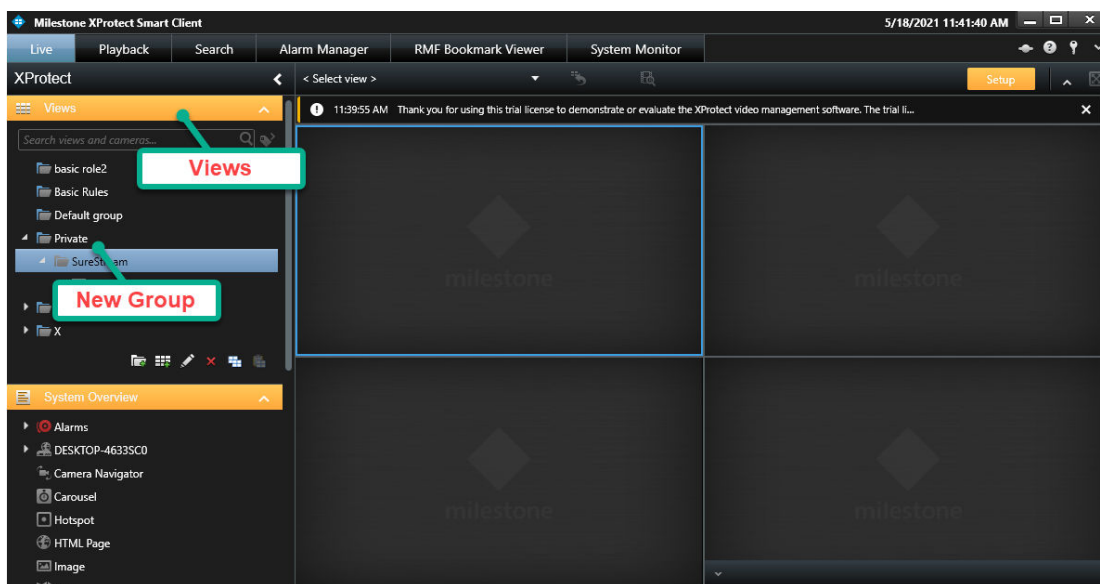 Milestone XProtect Smart Client 5/18/2021 11:41:40 AM
Live Playback Search Alarm Manager RMF Bookmark Viewer System Monitor
XProtect < Select view > Setup
Views
11:39:55 AM Thank you for using this trial license to demonstrate or evaluate the XProtect video management software. The trial li...
Search views and cameras...
Views
basic role2
Basic Rules
Default group
Private
SureStream
New Group
X
System Overview
Alarms
DESKTOP-4633SC0
Camera Navigator
Carousel
Hotspot
HTML Page
Image
milestone
milestone
milestone
milestone